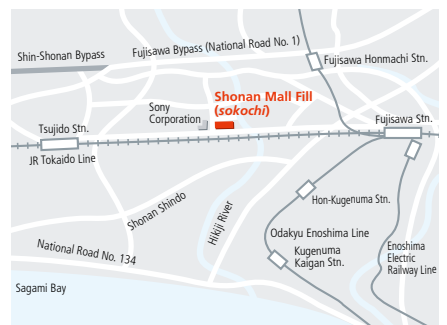 Fujisawa Bypass (National Road No. 1)
Shin-Shonan Bypass
Fujisawa Honmachi Stn.
Shonan Mall Fill
(sokochi)
Sony
Corporation
Fujisawa Stn.
Tsujido Stn.
JR Tokaido Line
Hon-Kugenuma Stn.
Shonan Shindo
Hikiji River
Odakyu Enoshima Line
Kugenuma
Kaigan Stn.
Enoshima
Electric
Railway Line
National Road No. 134
Sagami Bay